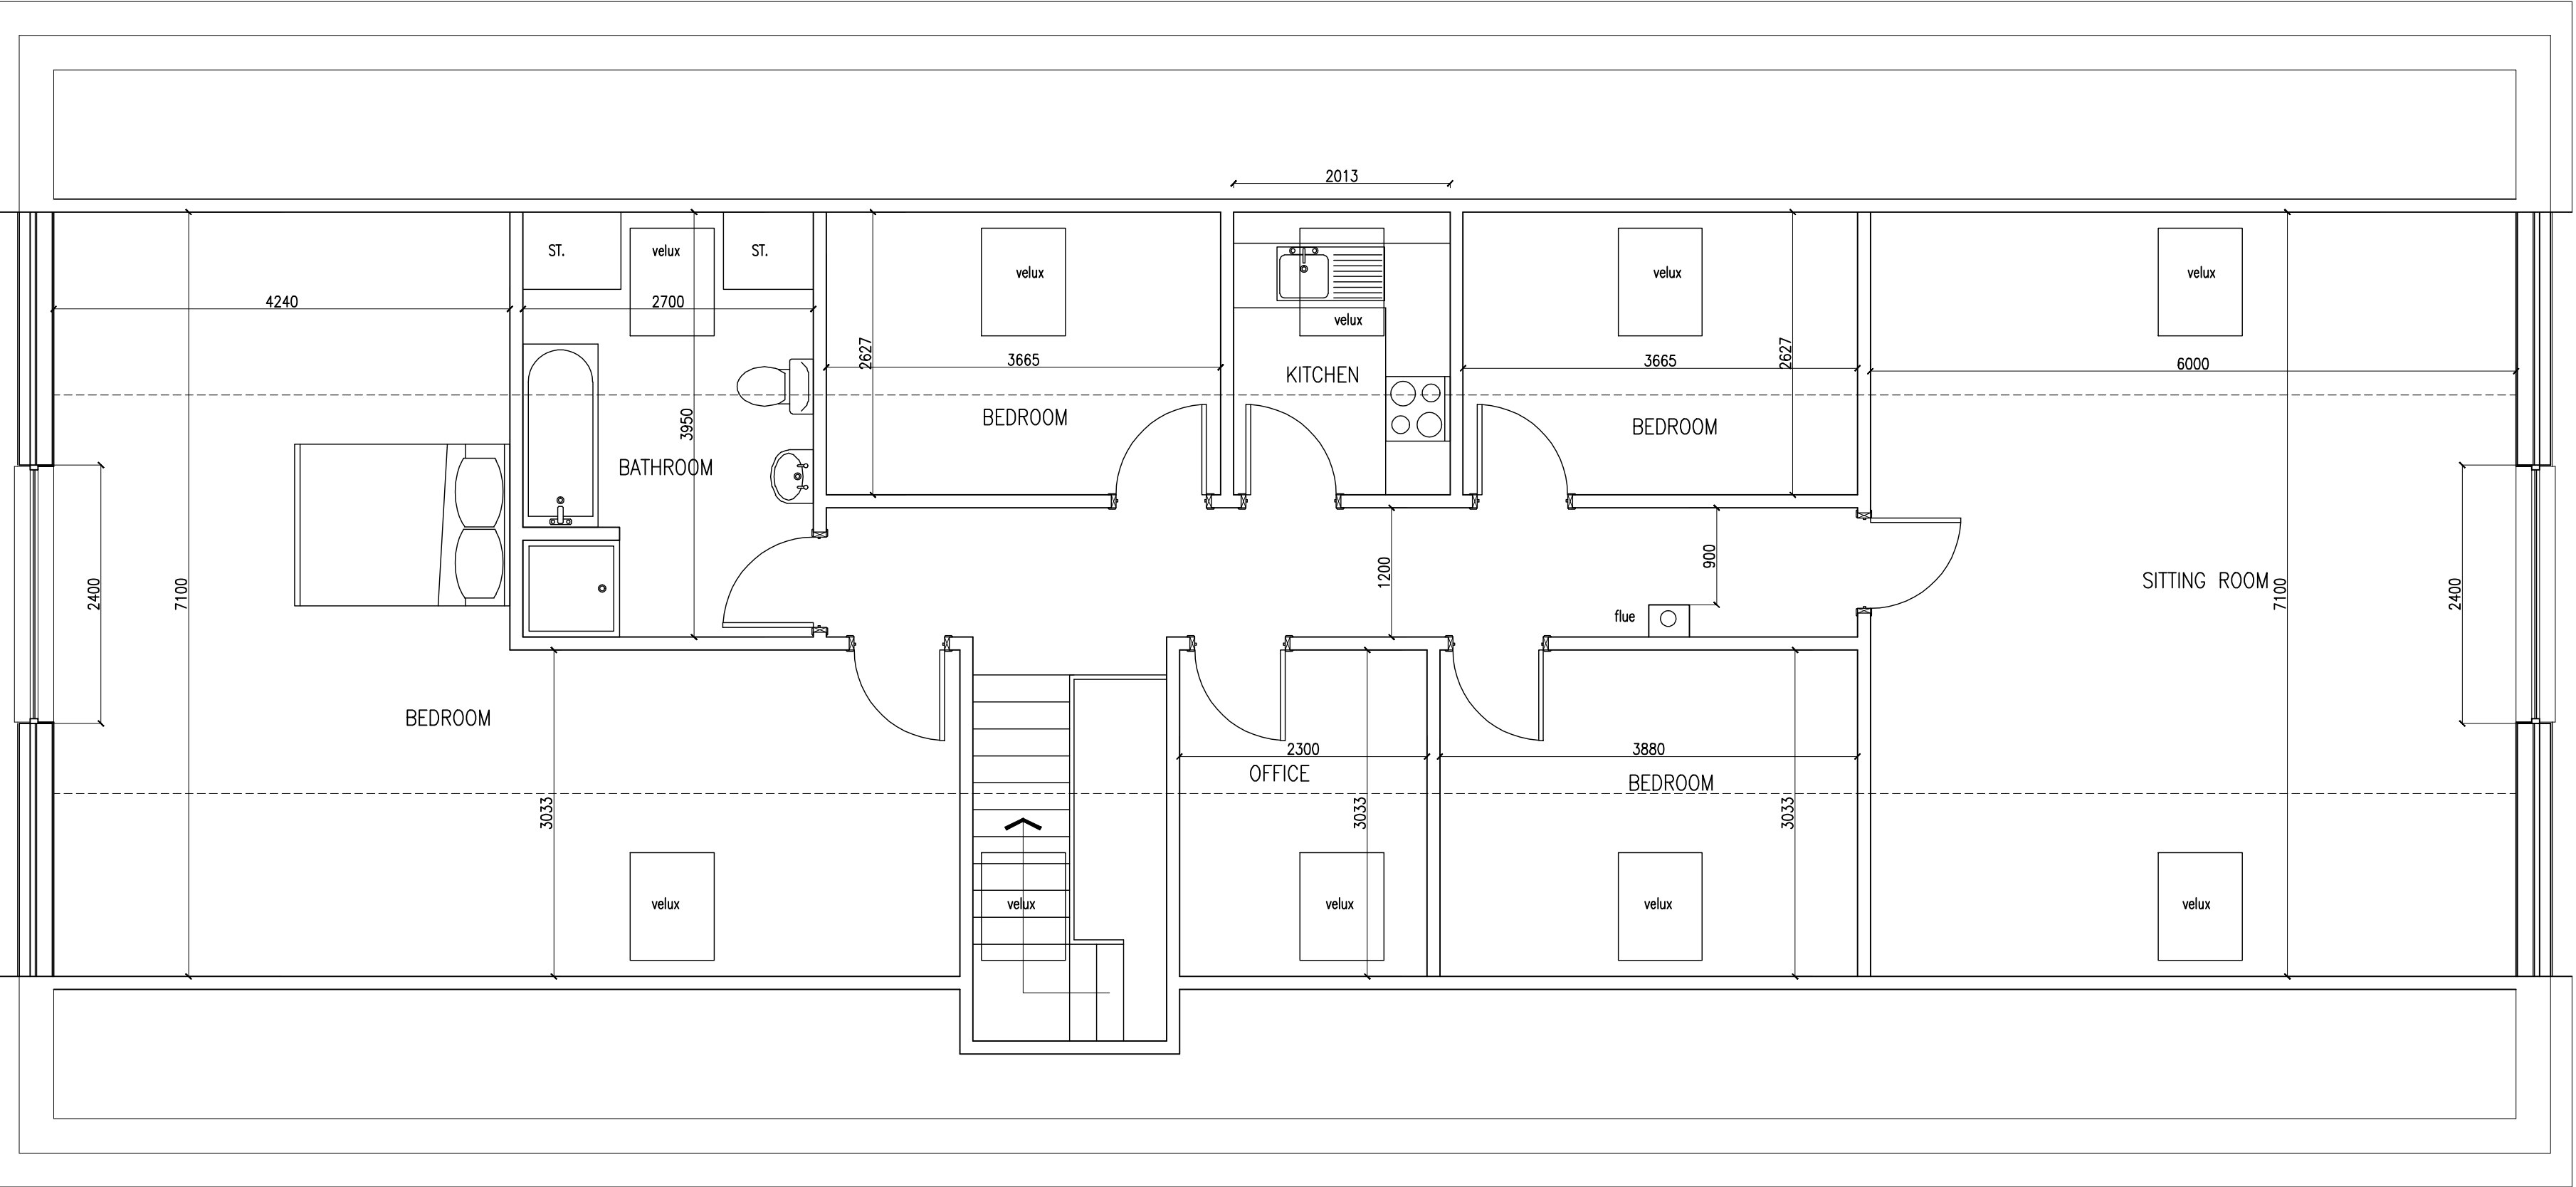 2013
ST.
velux
ST.
velux
velux
velux
velux
4240
2700
velux
2627
3665
2627
3665
6000
KITCHEN
3950
BEDROOM
BEDROOM
BATHROOM
2400
7100
1200
900
SITTING ROOM
7100
2400
flue
BEDROOM
2300
3880
OFFICE
BEDROOM
3033
3033
3033
velux
velux
velux
velux
velux